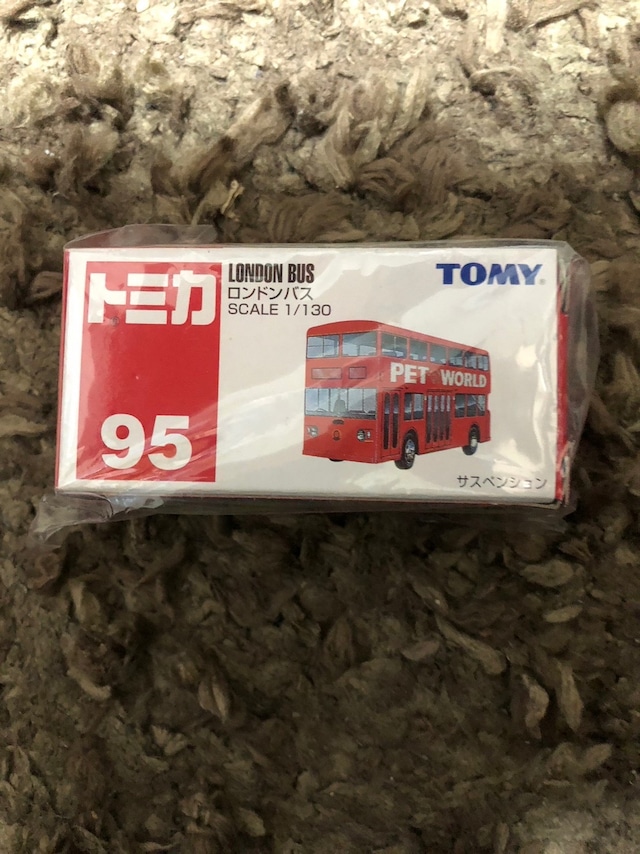 トミカ
95
LONDON BUS
ロンドンバス
SCALE 1/130
TOMY
PET WORLD
サスペンション